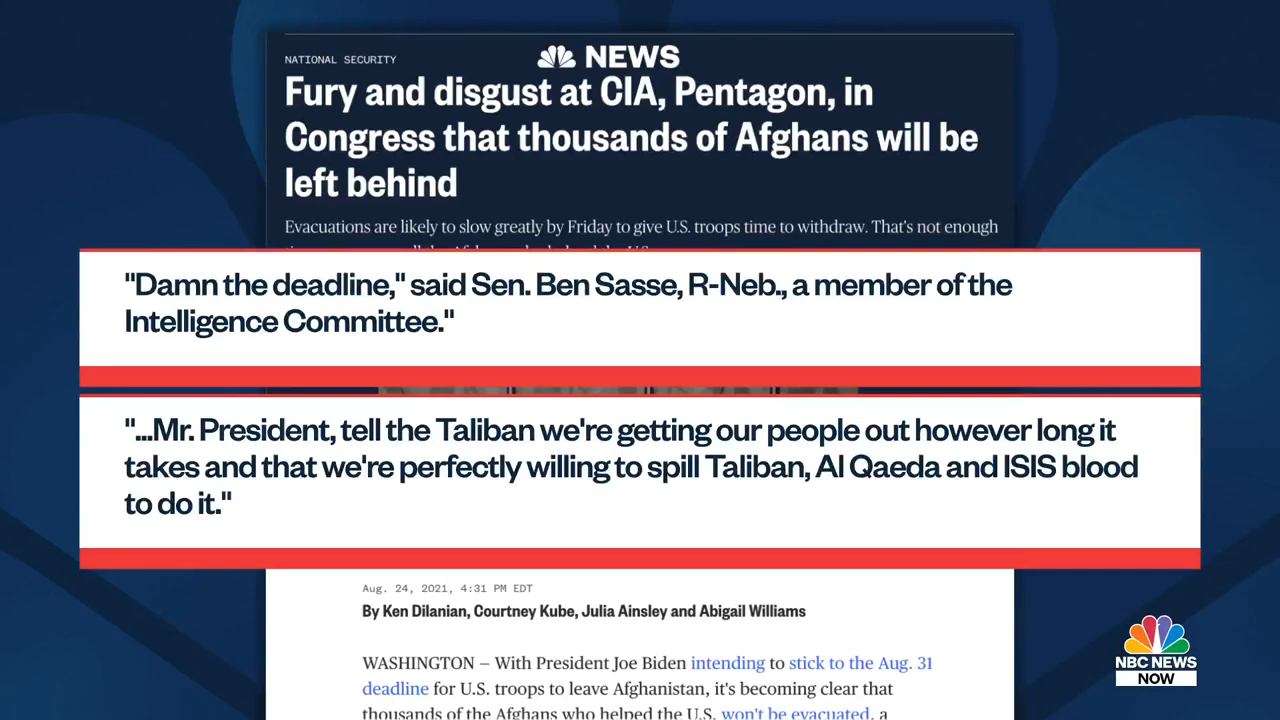 NATIONAL SECURITY
NEWS
Fury and disgust at CIA, Pentagon, in
Congress that thousands of Afghans will be
left behind
Evacuations are likely to slow greatly by Friday to give U.S. troops time to withdraw. That's not enough
"Damn the deadline," said Sen. Ben Sasse, R-Neb., a member of the
Intelligence Committee."
"...Mr. President, tell the Taliban we're getting our people out however long it
takes and that we're perfectly willing to spill Taliban, Al Qaeda and ISIS blood
to do it."
Aug. 24, 2021, 4:31 PM EDT
By Ken Dilanian, Courtney Kube, Julia Ainsley and Abigail Williams
WASHINGTON — With President Joe Biden intending to stick to the Aug. 31
deadline for U.S. troops to leave Afghanistan, it's becoming clear that
thousands of the Afghans who helped the U.S. won't be evacuated, a
NBC NEWS
NOW